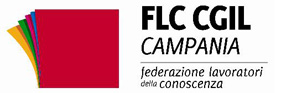 FLC CGIL
CAMPANIA
federazione lavoratori
della conoscenza